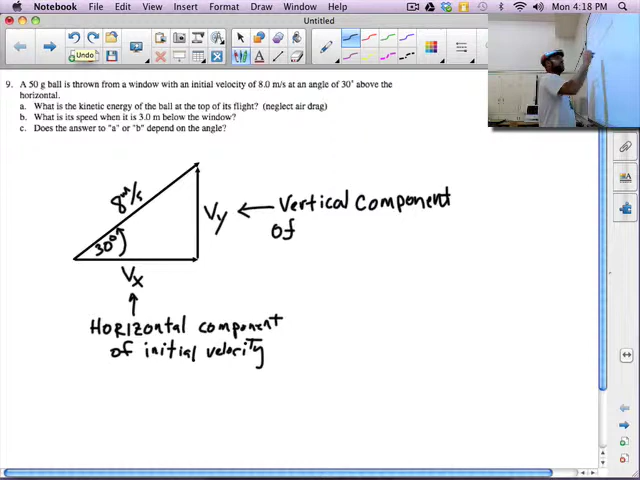 Notebook File Edit View Insert Format
Mon 4:18 PM
Untitled
Undo
9. A 50 g ball is thrown from a window with an initial velocity of 8.0 m/s at an angle of 30˚ above the
horizontal.
a. What is the kinetic energy of the ball at the top of its flight? (neglect air drag)
b. What is its speed when it is 3.0 m below the window?
c. Does the answer to "a" or "b" depend on the angle?
8 m/s
30°
Vy ← Vertical component
of
Vx
Horizontal component
of initial velocity